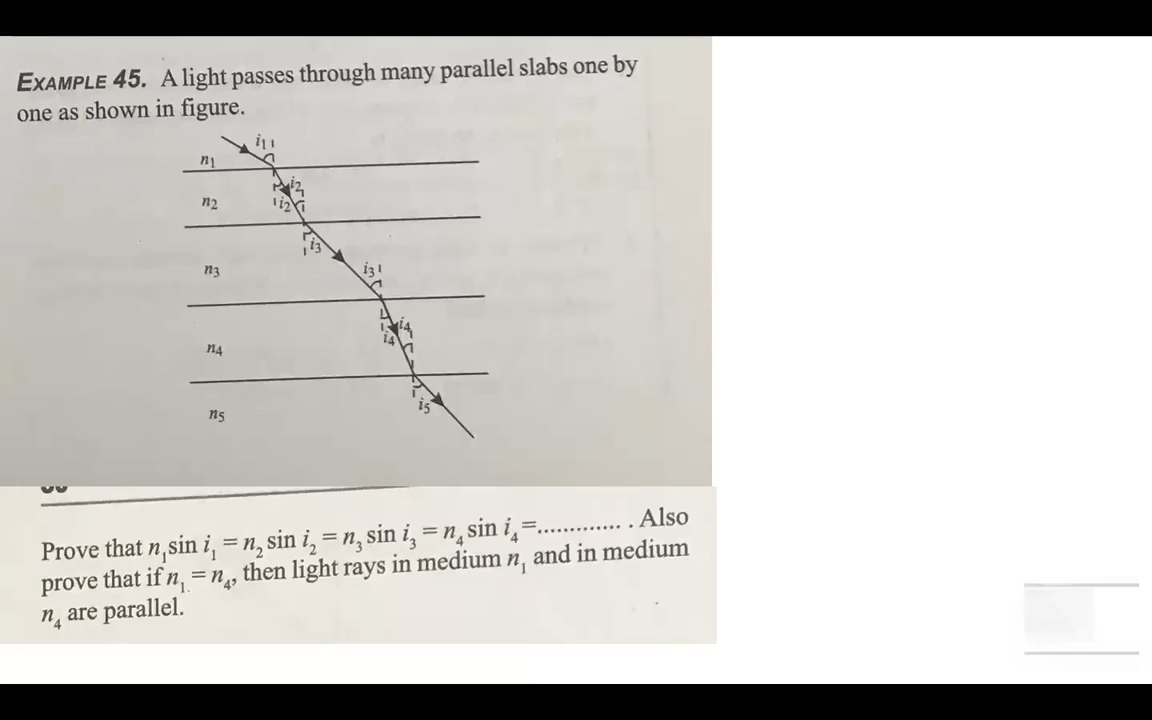 EXAMPLE 45. A light passes through many parallel slabs one by
one as shown in figure.
i₁
n₁
i₂
n₂
i₂
i₃
n₃
i₃
i₄
i₄
n₄
i₅
n₅
Prove that n₁sin i₁ = n₂ sin i₂ = n₃ sin i₃ = n₄ sin i₄ =............. . Also
prove that if n₁ = n₄, then light rays in medium n₁ and in medium
n₄ are parallel.